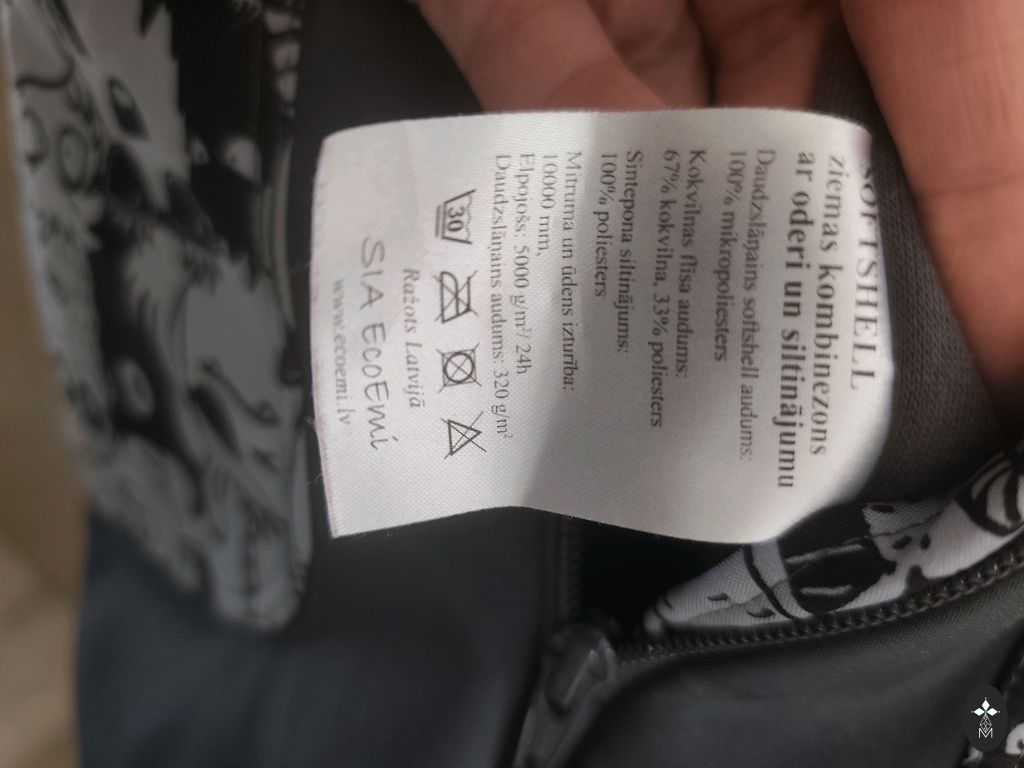 SOFTSHELL
ziemas kombinezons
ar oderi un siltinājumu
Daudzslāņains softshell audums:
100% mikropoliesters
Kokvilnas flīsa audums:
67% kokvilna, 33% poliesters
Sintepona siltinājums:
100% poliesters
Mitruma un ūdens izturība:
10000 mm.
Elpojošs: 5000 g/m²/ 24h
Daudzslāņains audums: 320 g/m²
30
Ražots Latvijā
SIA EcoEmi
www.ecoemi.lv
M